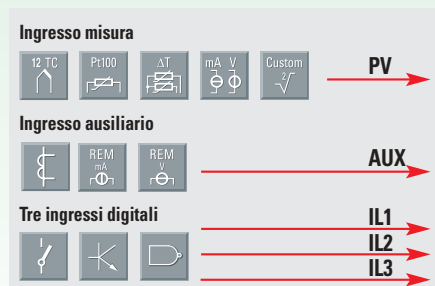 Ingresso misura
12 TC
Pt100
ΔT
mA V
Custom
2√
PV
Ingresso ausiliario
REM
mA
REM
V
AUX
Tre ingressi digitali
IL1
IL2
IL3